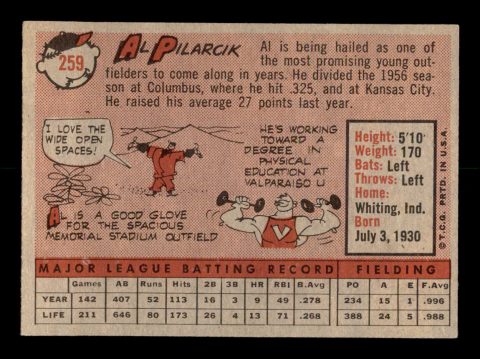 259
AL PILARCIK
Al is being hailed as one of
the most promising young out-
fielders to come along in years. He divided the 1956 sea-
son at Columbus, where he hit .325, and at Kansas City.
He raised his average 27 points last year.
I LOVE THE
WIDE OPEN
SPACES!
AL IS A GOOD GLOVE
FOR THE SPACIOUS
MEMORIAL STADIUM OUTFIELD
HE'S WORKING
TOWARD A
DEGREE IN
PHYSICAL
EDUCATION AT
VALPARAISO U
V
Height: 5'10
Weight: 170
Bats: Left
Throws: Left
Home:
Whiting, Ind.
Born
July 3, 1930
© T.C.G. PRTD. IN U.S.A.
MAJOR LEAGUE BATTING RECORD FIELDING
Games AB Runs Hits 2B 3B HR RBI B. Avg. PO A E F. Avg.
YEAR 142 407 52 113 16 3 9 49 .278 234 15 1 .996
LIFE 211 646 80 173 26 4 13 71 .268 388 24 5 .988